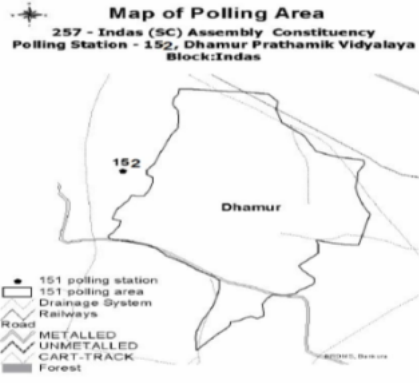 Map of Polling Area
257 - Indas (SC) Assembly Constituency
Polling Station - 152, Dhamur Prathamik Vidyalaya
Block:Indas
152
Dhamur
151 polling station
151 polling area
Drainage System
Railways
Road
METALLED
UNMETALLED
CART-TRACK
Forest
Bankura